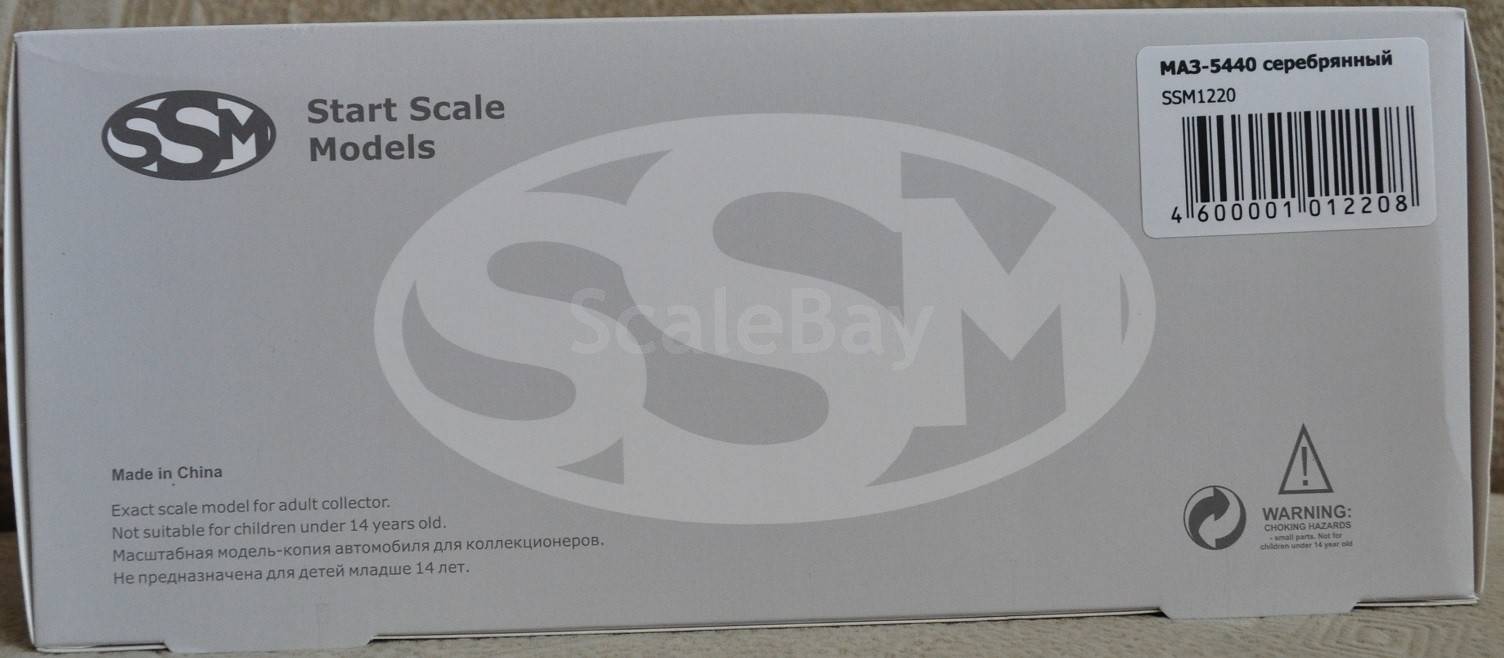 SSM
Start Scale
Models
МАЗ-5440 серебрянный
SSM1220
4 600001 012208
SSM
ScaleBay
Made in China
Exact scale model for adult collector.
Not suitable for children under 14 years old.
Масштабная модель-копия автомобиля для коллекционеров.
Не предназначена для детей младше 14 лет.
!
WARNING:
CHOKING HAZARDS
- small parts. Not for
children under 14 year old